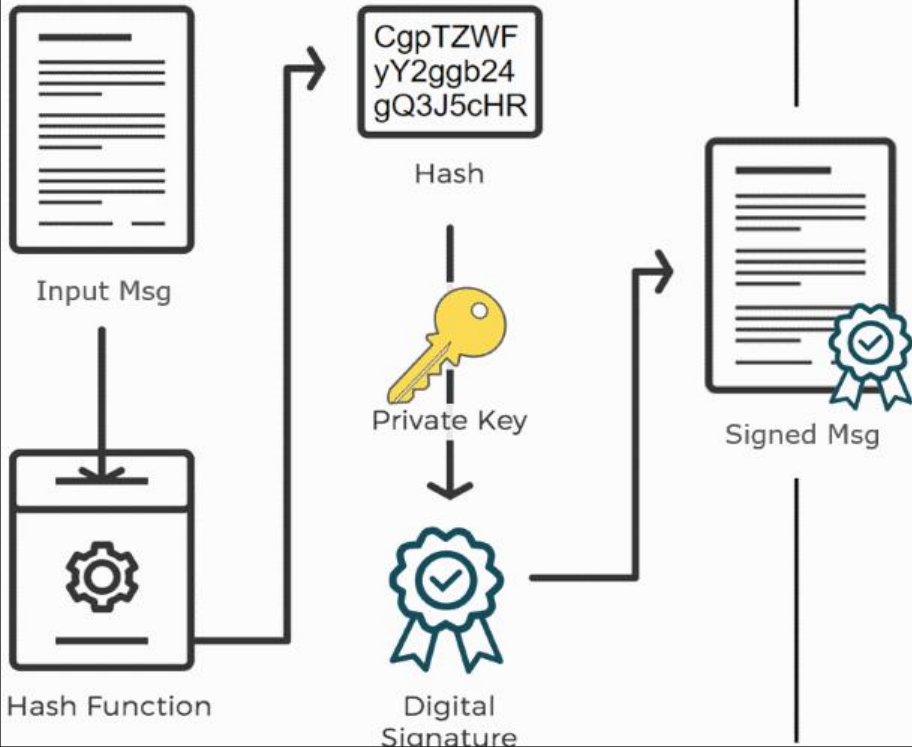 Input Msg
Hash Function
CgpTZWF
yY2ggb24
gQ3J5cHR
Hash
Private Key
Digital
Signature
Signed Msg